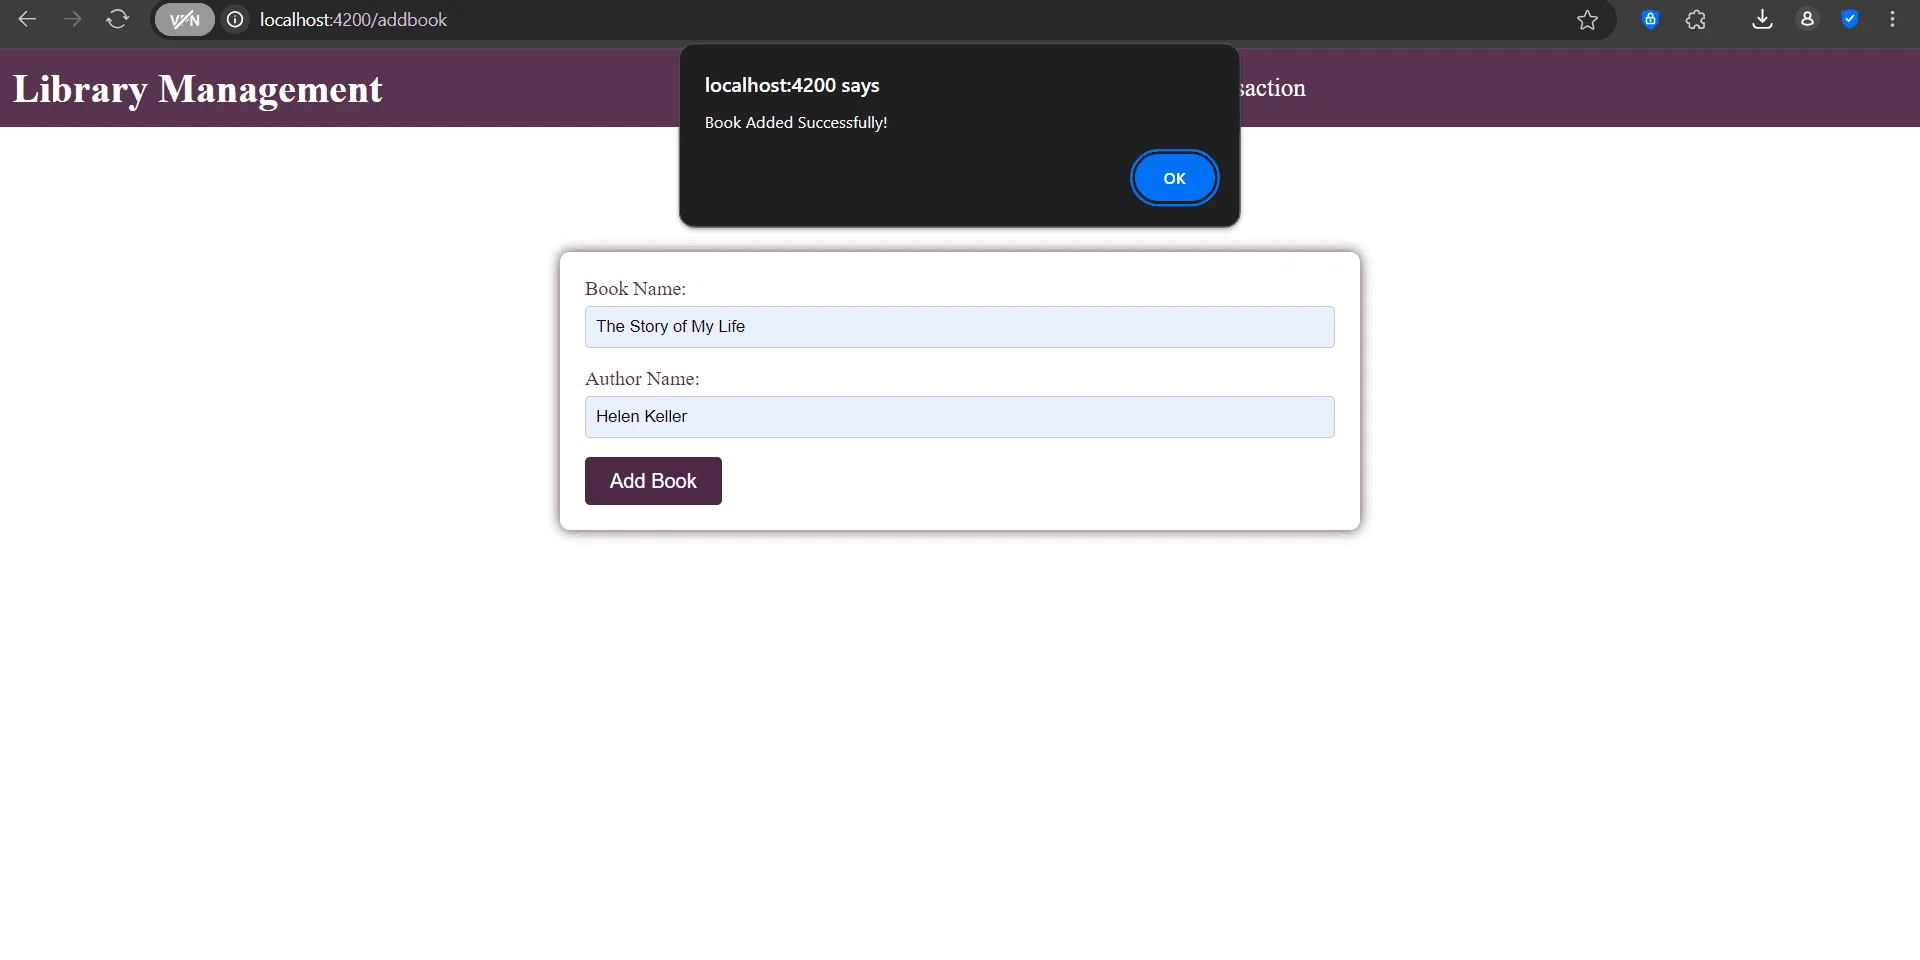 VPN
localhost:4200/addbook
Library Management
saction
localhost:4200 says
Book Added Successfully!
OK
Book Name:
The Story of My Life
Author Name:
Helen Keller
Add Book